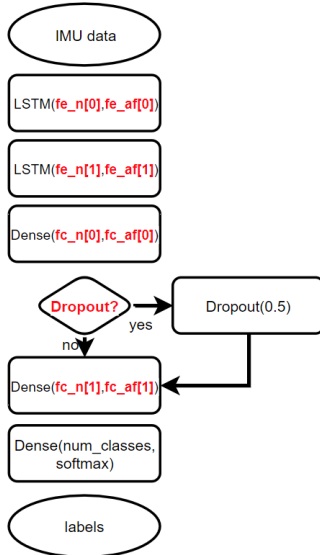 IMU data
LSTM(fe_n[0],fe_af[0])
LSTM(fe_n[1],fe_af[1])
Dense(fc_n[0],fc_af[0])
Dropout?
Dropout(0.5)
yes
no
Dense(fc_n[1],fc_af[1])
Dense(num_classes,
softmax)
labels